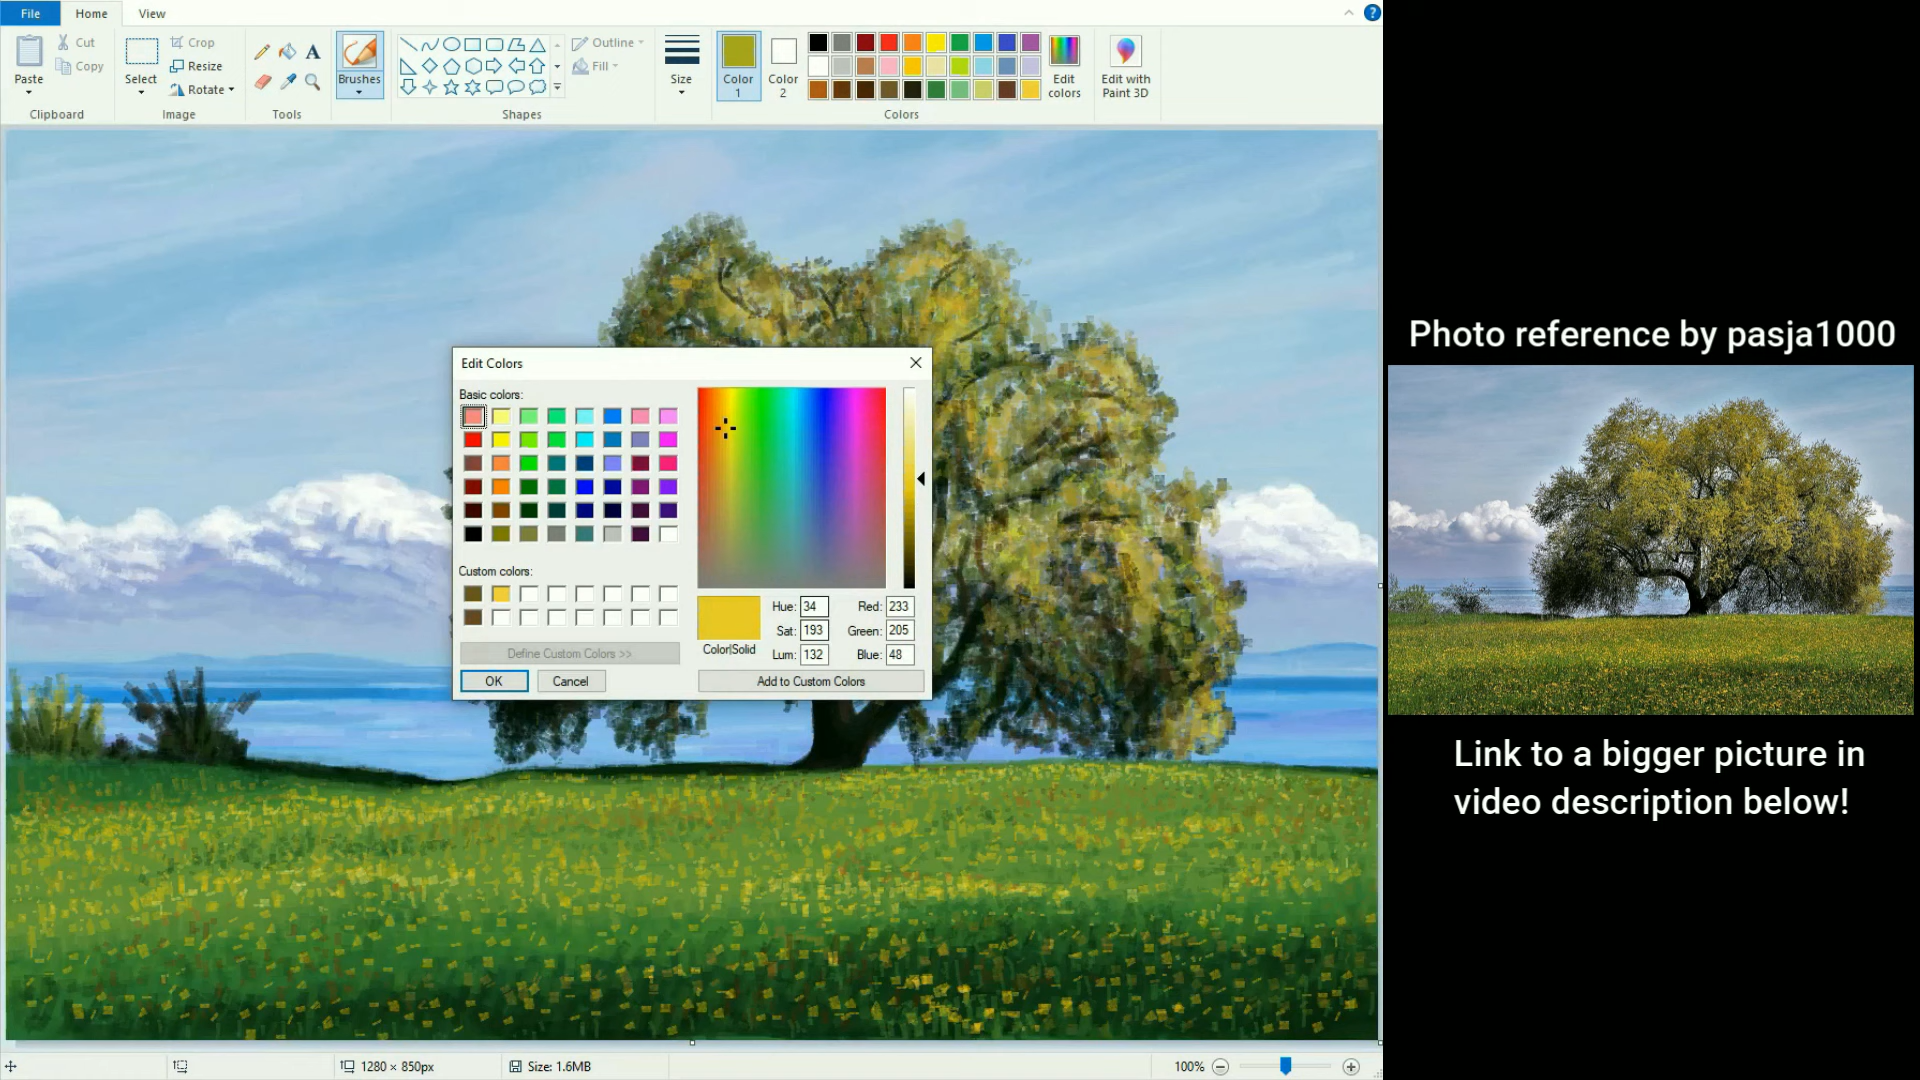 File Home View
Paste
Cut
Copy
Clipboard
Select
Crop
Resize
Rotate
Image
A
Tools
Brushes
Outline
Fill
Shapes
Size
Color
1
Color
2
Edit
colors
Colors
Edit with
Paint 3D
?
Edit Colors
Basic colors:
Custom colors:
Define Custom Colors >>
OK Cancel
Hue: 34 Red: 233
Sat: 193 Green: 205
Color|Solid Lum: 132 Blue: 48
Add to Custom Colors
Photo reference by pasja1000
Link to a bigger picture in
video description below!
1280 × 850px Size: 1.6MB 100%